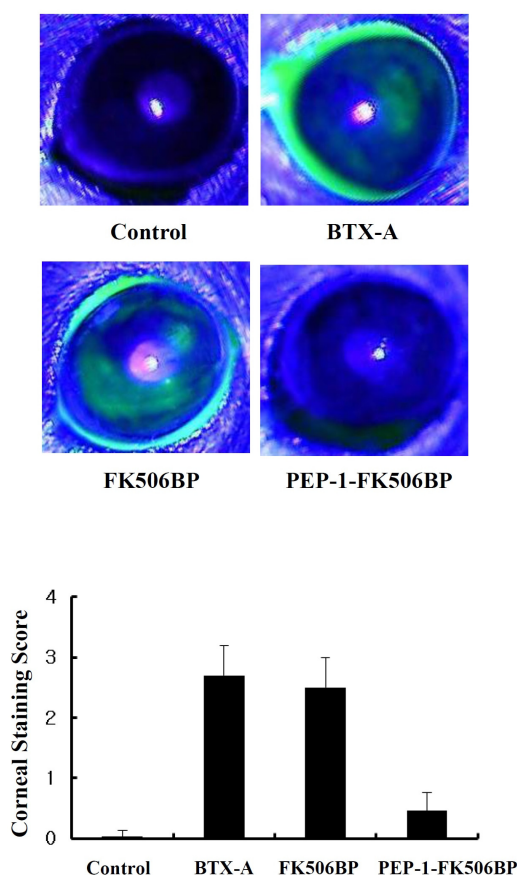 Control
BTX-A
FK506BP
PEP-1-FK506BP
Corneal Staining Score
4
3
2
1
0
Control
BTX-A
FK506BP
PEP-1-FK506BP